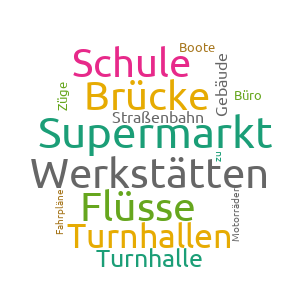 Boote
Schule
Gebäude
Züge
Brücke
Büro
Straßenbahn
Supermarkt
zu
Werkstätten
Fahrpläne
Flüsse
Motorräder
Turnhallen
Turnhalle